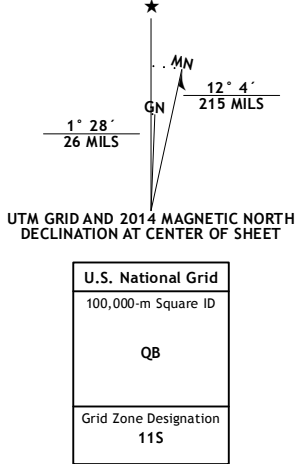 MN
GN
12° 4´
215 MILS
1° 28´
26 MILS
UTM GRID AND 2014 MAGNETIC NORTH
DECLINATION AT CENTER OF SHEET
U.S. National Grid
100,000-m Square ID
QB
Grid Zone Designation
11S